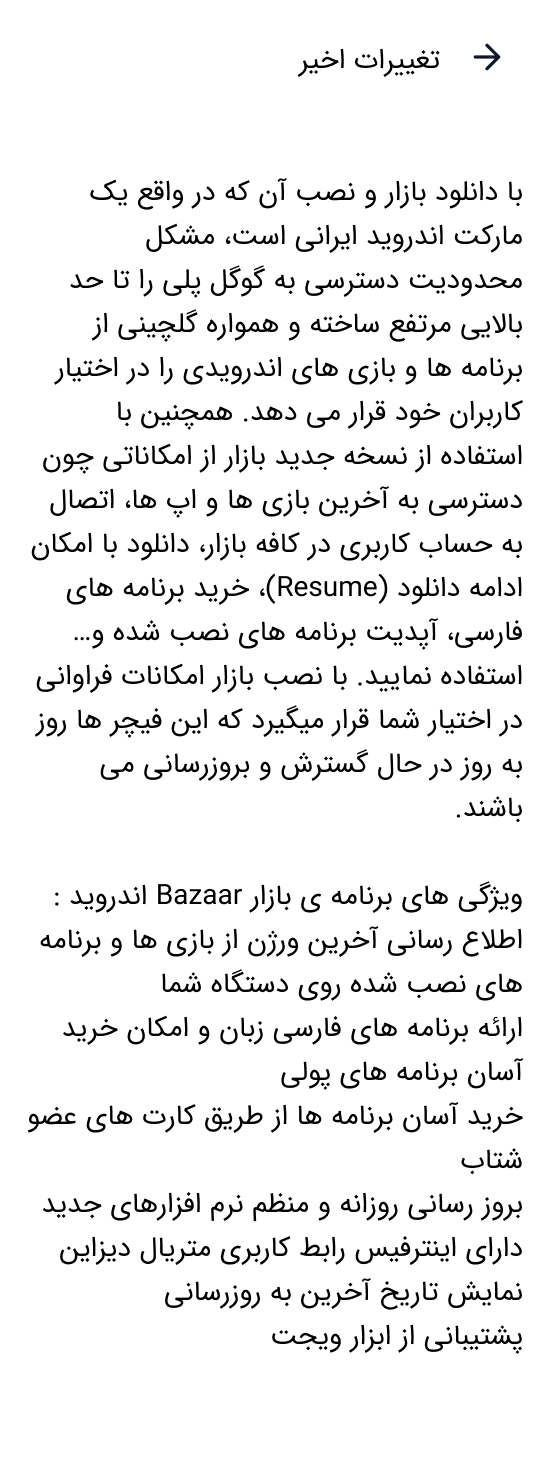 تغییرات اخیر
با دانلود بازار و نصب آن که در واقع یک
مارکت اندروید ایرانی است، مشکل
محدودیت دسترسی به گوگل پلی را تا حد
بالایی مرتفع ساخته و همواره گلچینی از
برنامه ها و بازی های اندرویدی را در اختیار
کاربران خود قرار می دهد. همچنین با
استفاده از نسخه جدید بازار از امکاناتی چون
دسترسی به آخرین بازی ها و اپ ها، اتصال
به حساب کاربری در کافه بازار، دانلود با امکان
ادامه دانلود (Resume)، خرید برنامه های
فارسی، آپدیت برنامه های نصب شده و…
استفاده نمایید. با نصب بازار امکانات فراوانی
در اختیار شما قرار میگیرد که این فیچر ها روز
به روز در حال گسترش و بروزرسانی می
باشند.
ویژگی های برنامه ی بازار Bazaar اندروید :
اطلاع رسانی آخرین ورژن از بازی ها و برنامه
های نصب شده روی دستگاه شما
ارائه برنامه های فارسی زبان و امکان خرید
آسان برنامه های پولی
خرید آسان برنامه ها از طریق کارت های عضو
شتاب
بروز رسانی روزانه و منظم نرم افزارهای جدید
دارای اینترفیس رابط کاربری متریال دیزاین
نمایش تاریخ آخرین به روزرسانی
پشتیبانی از ابزار ویجت